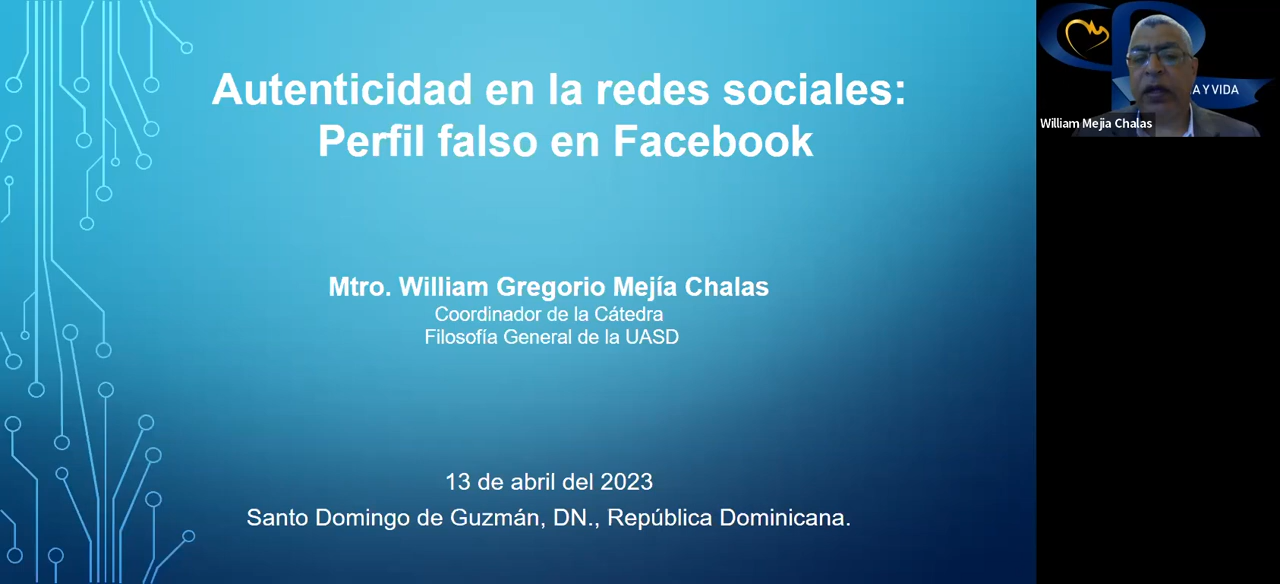 Autenticidad en la redes sociales:
Perfil falso en Facebook
Mtro. William Gregorio Mejía Chalas
Coordinador de la Cátedra
Filosofía General de la UASD
13 de abril del 2023
Santo Domingo de Guzmán, DN., República Dominicana.
A Y VIDA
William Mejia Chalas